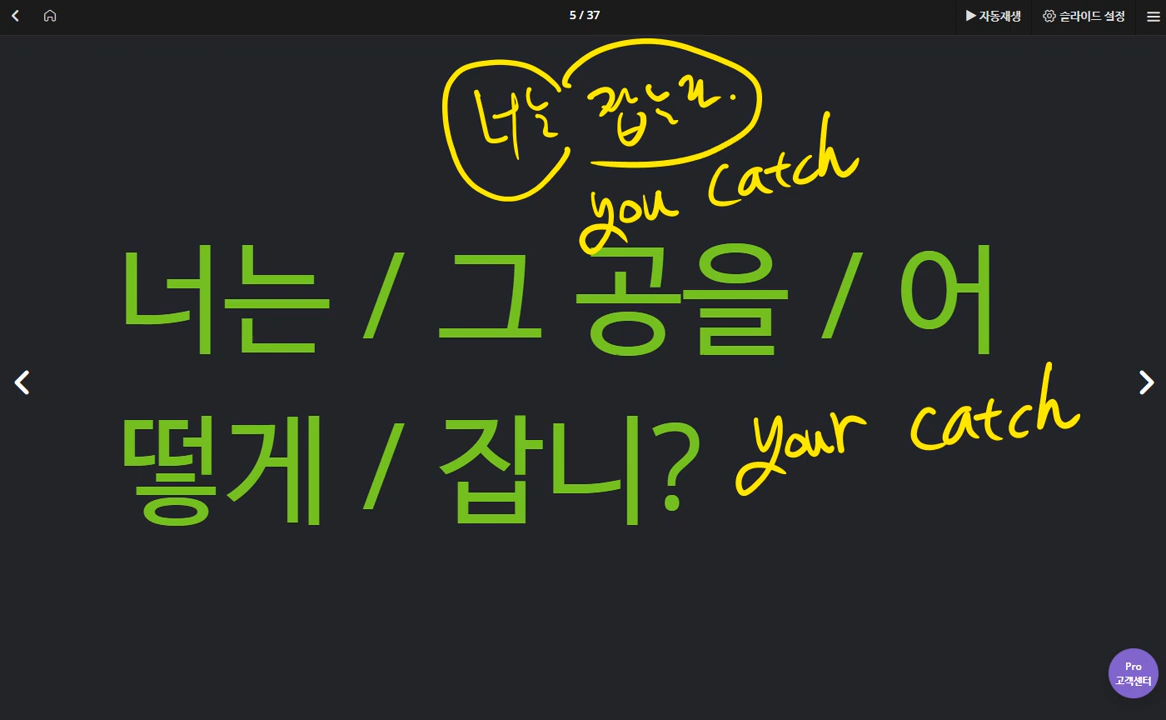 5 / 37
자동재생
슬라이드 설정
너는 잡는다.
you catch
너는 / 그 공을 / 어
떻게 / 잡니?
your catch
Pro
고객센터